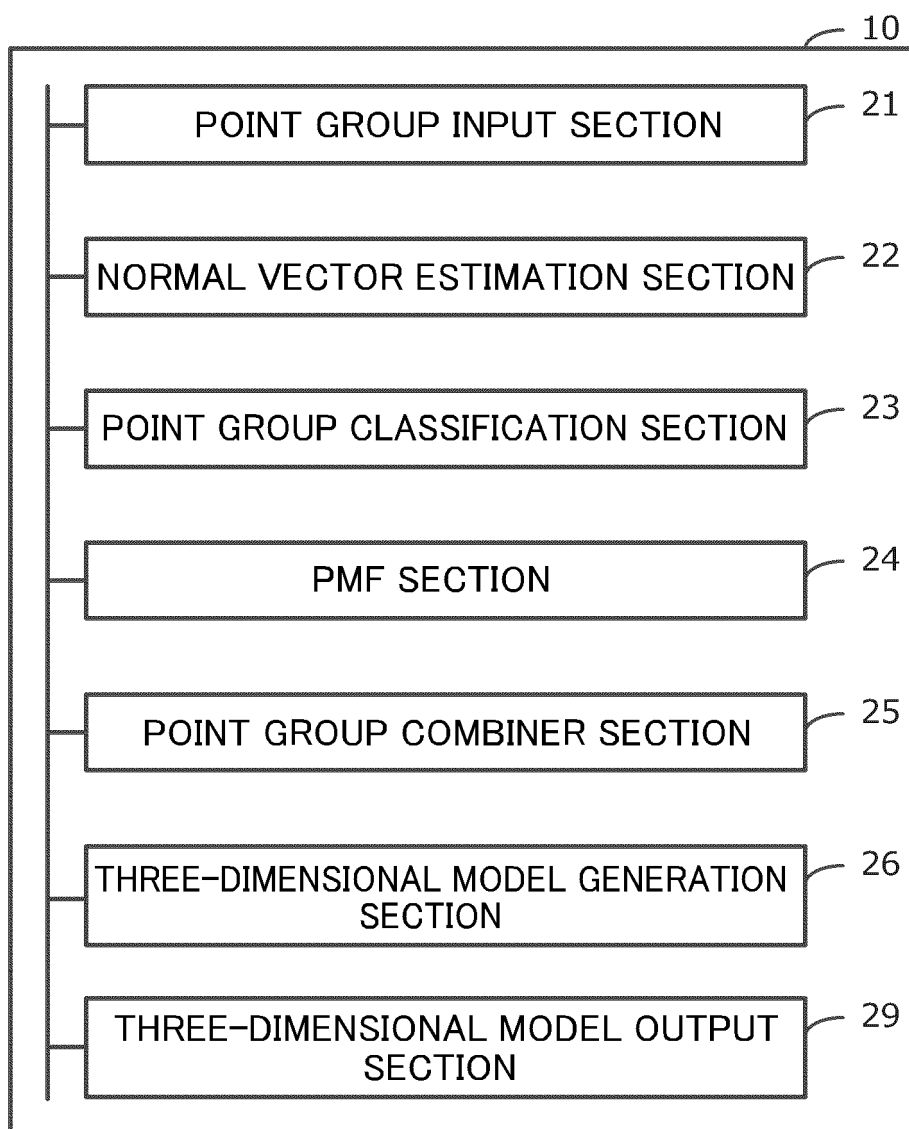 10
POINT GROUP INPUT SECTION
21
NORMAL VECTOR ESTIMATION SECTION
22
POINT GROUP CLASSIFICATION SECTION
23
PMF SECTION
24
POINT GROUP COMBINER SECTION
25
THREE-DIMENSIONAL MODEL GENERATION
SECTION
26
THREE-DIMENSIONAL MODEL OUTPUT
SECTION
29